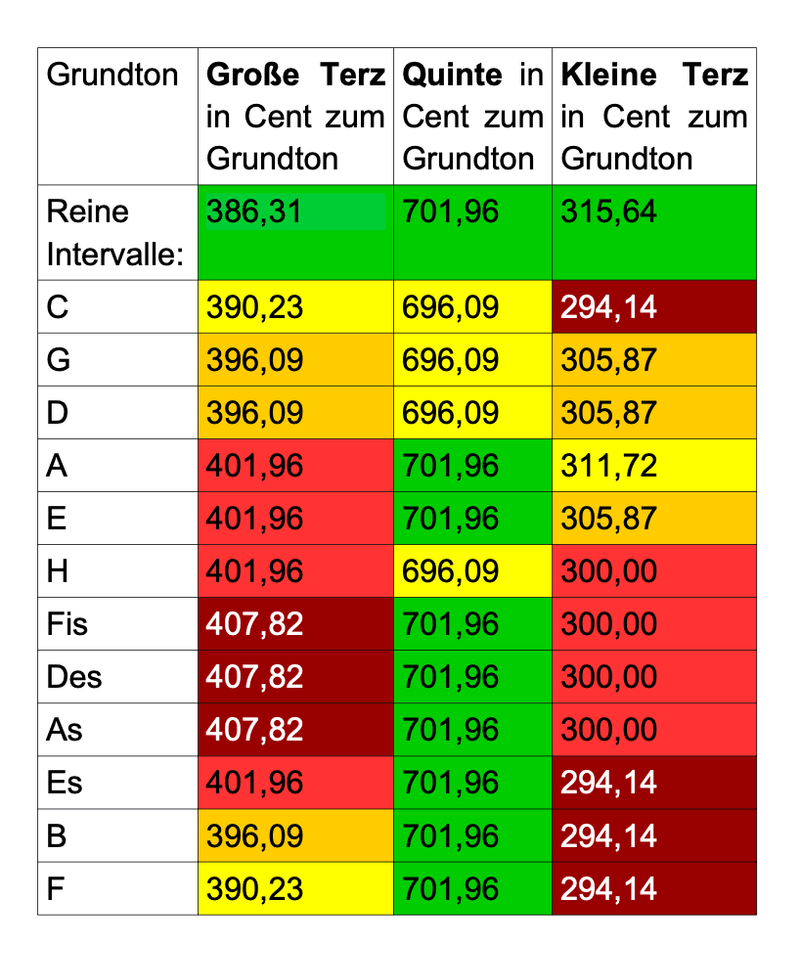 Grundton Große Terz in Cent zum Grundton Quinte in Cent zum Grundton Kleine Terz in Cent zum Grundton
Reine Intervalle: 386,31 701,96 315,64
C 390,23 696,09 294,14
G 396,09 696,09 305,87
D 396,09 696,09 305,87
A 401,96 701,96 311,72
E 401,96 701,96 305,87
H 401,96 696,09 300,00
Fis 407,82 701,96 300,00
Des 407,82 701,96 300,00
As 407,82 701,96 300,00
Es 401,96 701,96 294,14
B 396,09 701,96 294,14
F 390,23 701,96 294,14